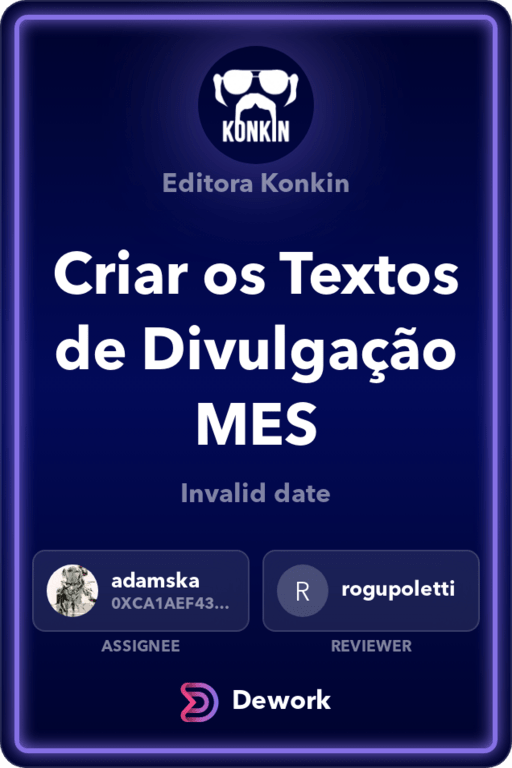 KONKIN
Editora Konkin
Criar os Textos
de Divulgação
MES
Invalid date
adamska
0XCA1AEF43...
ASSIGNEE
R
rogupoletti
REVIEWER
Dework